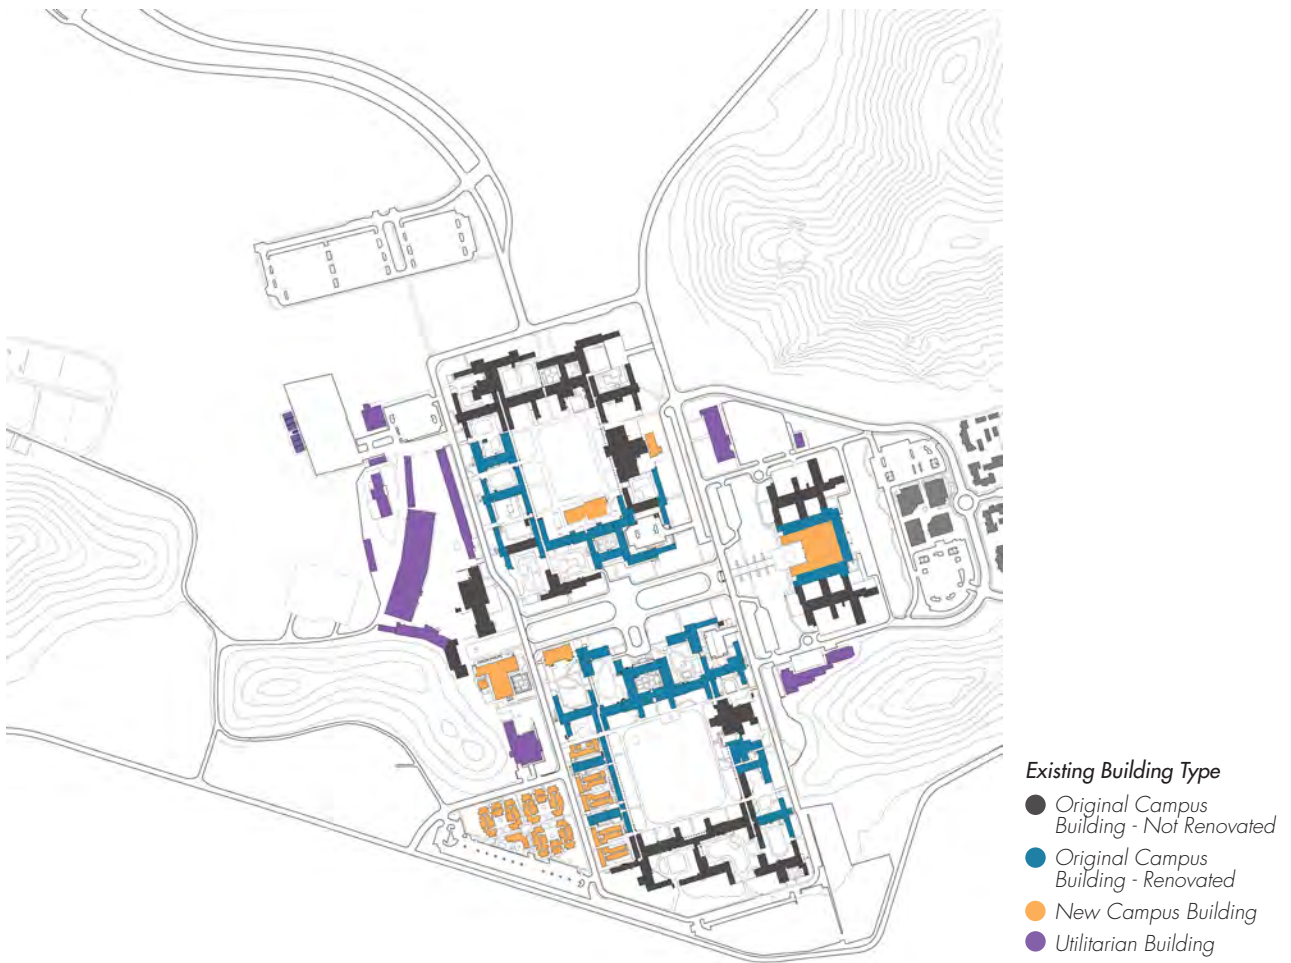 Existing Building Type
Original Campus
Building - Not Renovated
Original Campus
Building - Renovated
New Campus Building
Utilitarian Building